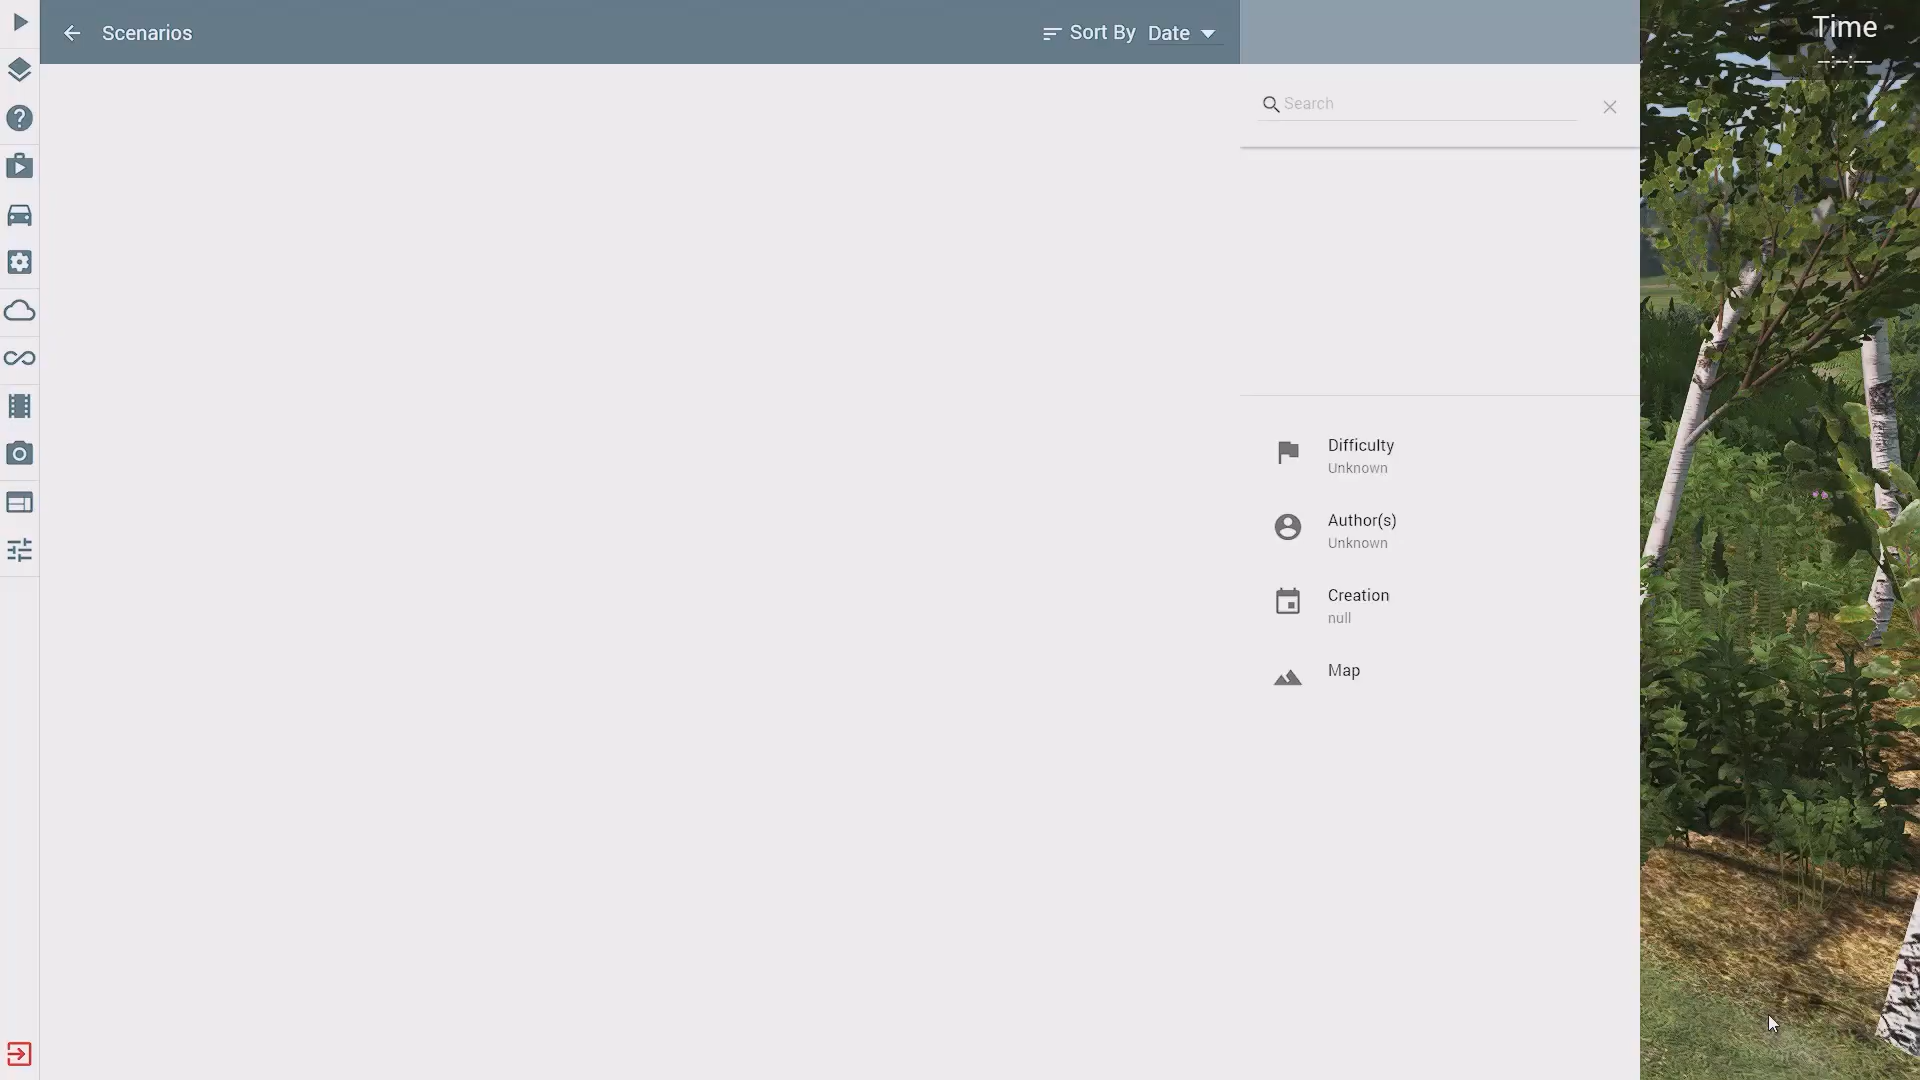 Scenarios
Sort By Date
Time
--:--:--
Search
Difficulty
Unknown
Author(s)
Unknown
Creation
null
Map